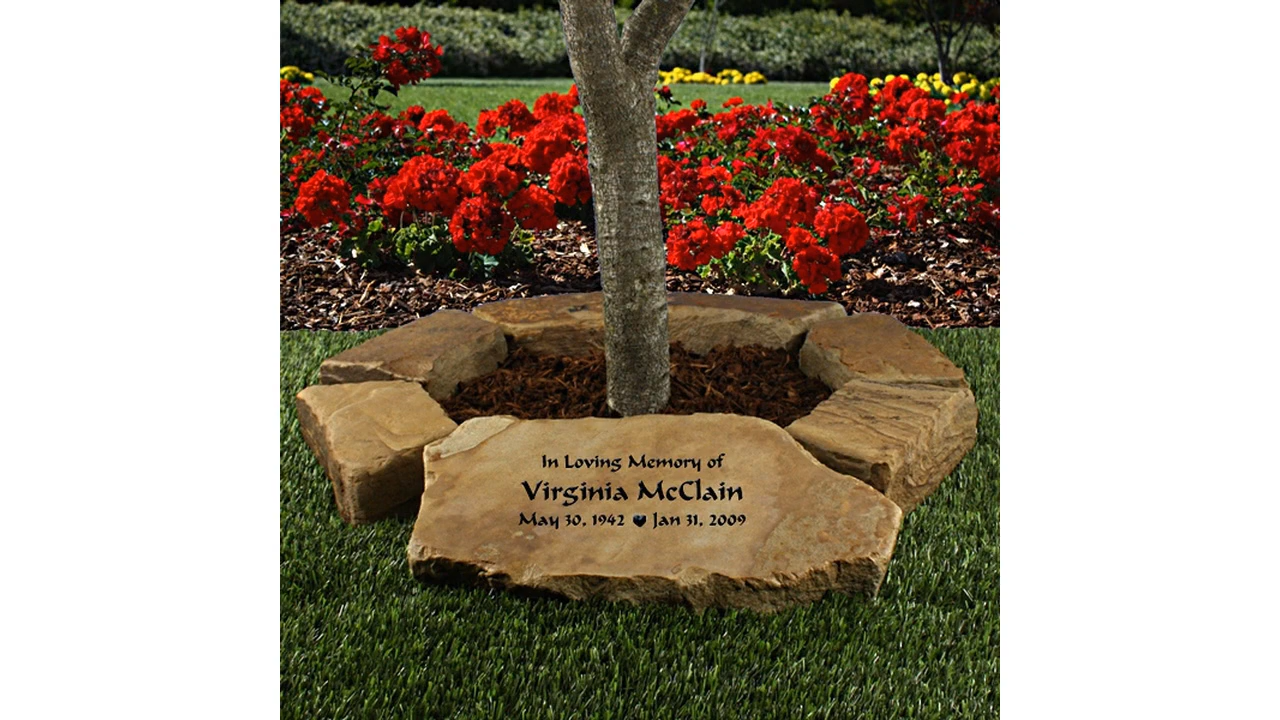 In Loving Memory of
Virginia McClain
May 30, 1942 🖤 Jan 31, 2009